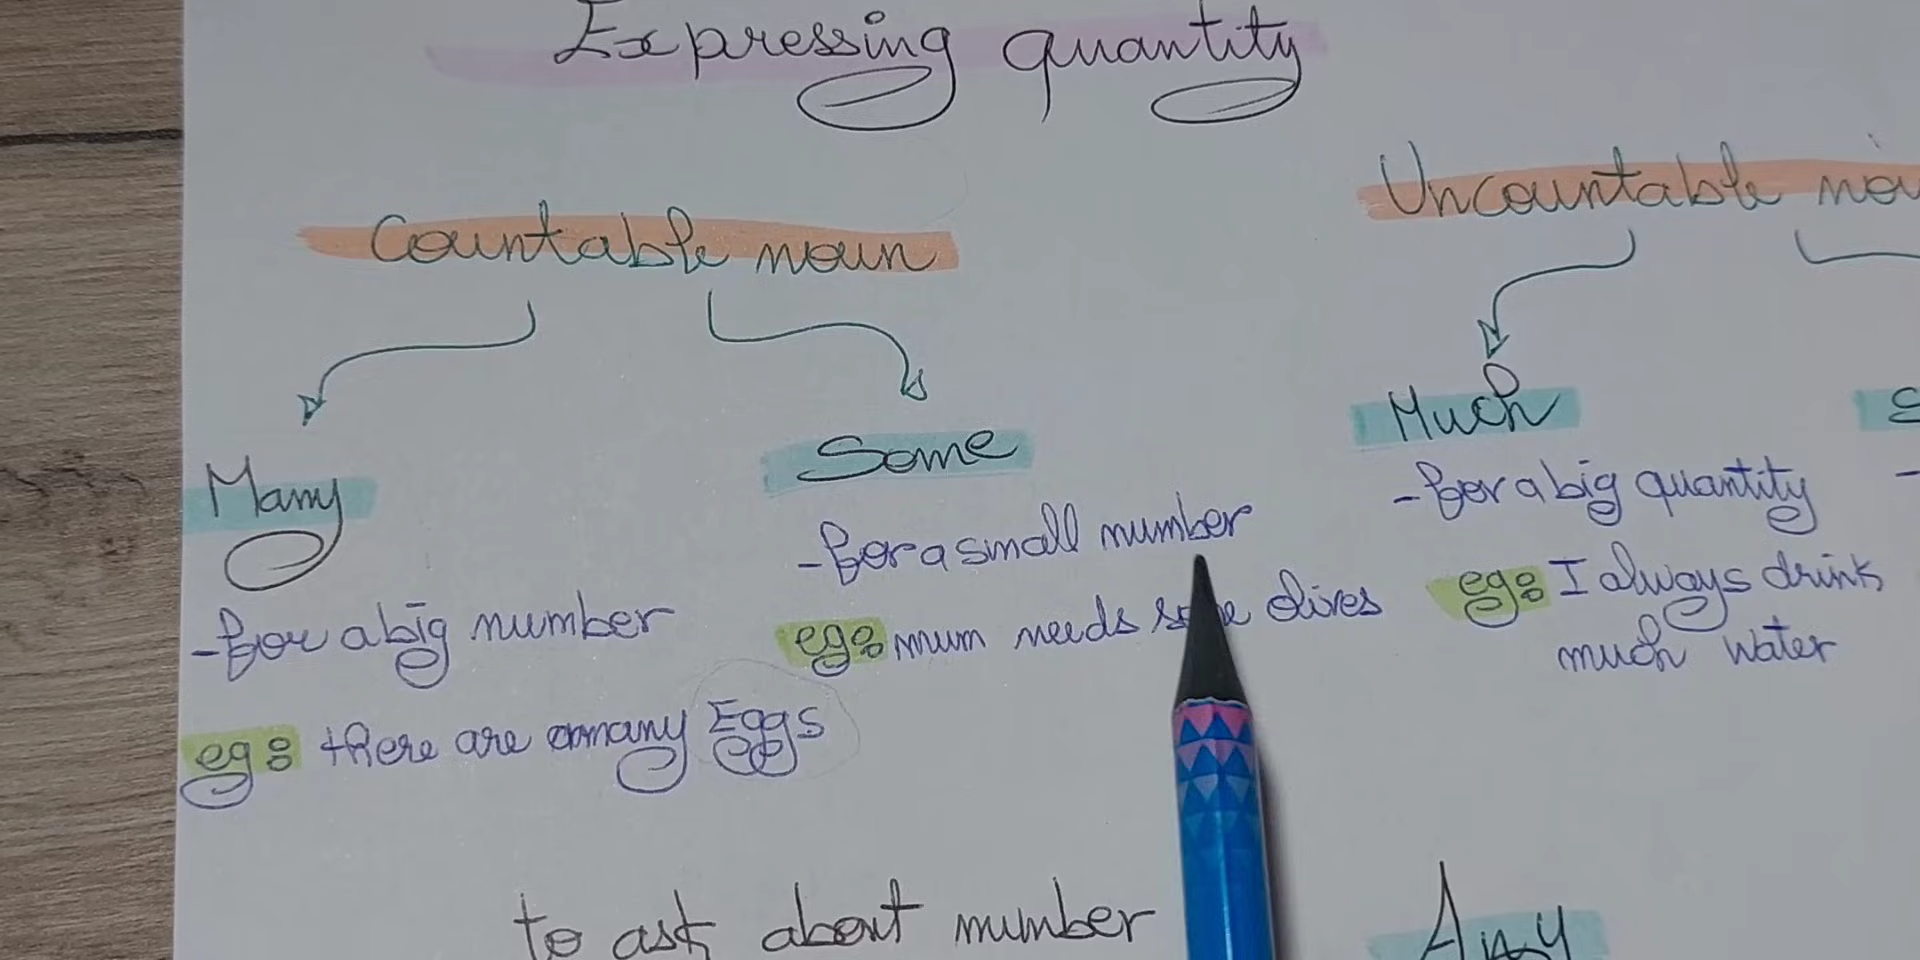 Expressing quantity
Countable noun
Uncountable
Many
- for a big number
eg: there are many Eggs
Some
- for a small number
eg: mum needs olives
Much
- for a big quantity
eg: I always drink
much water
to ask about number
Any